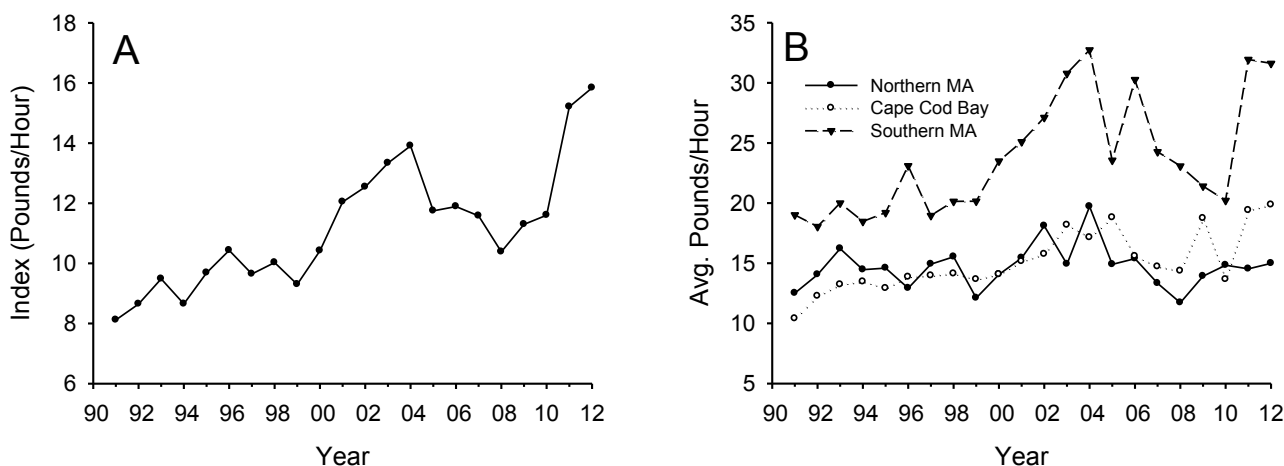 A
Index (Pounds/Hour)
18
16
14
12
10
8
6
90 92 94 96 98 00 02 04 06 08 10 12
Year
B
Avg. Pounds/Hour
35
30
25
20
15
10
5
Northern MA
Cape Cod Bay
Southern MA
90 92 94 96 98 00 02 04 06 08 10 12
Year